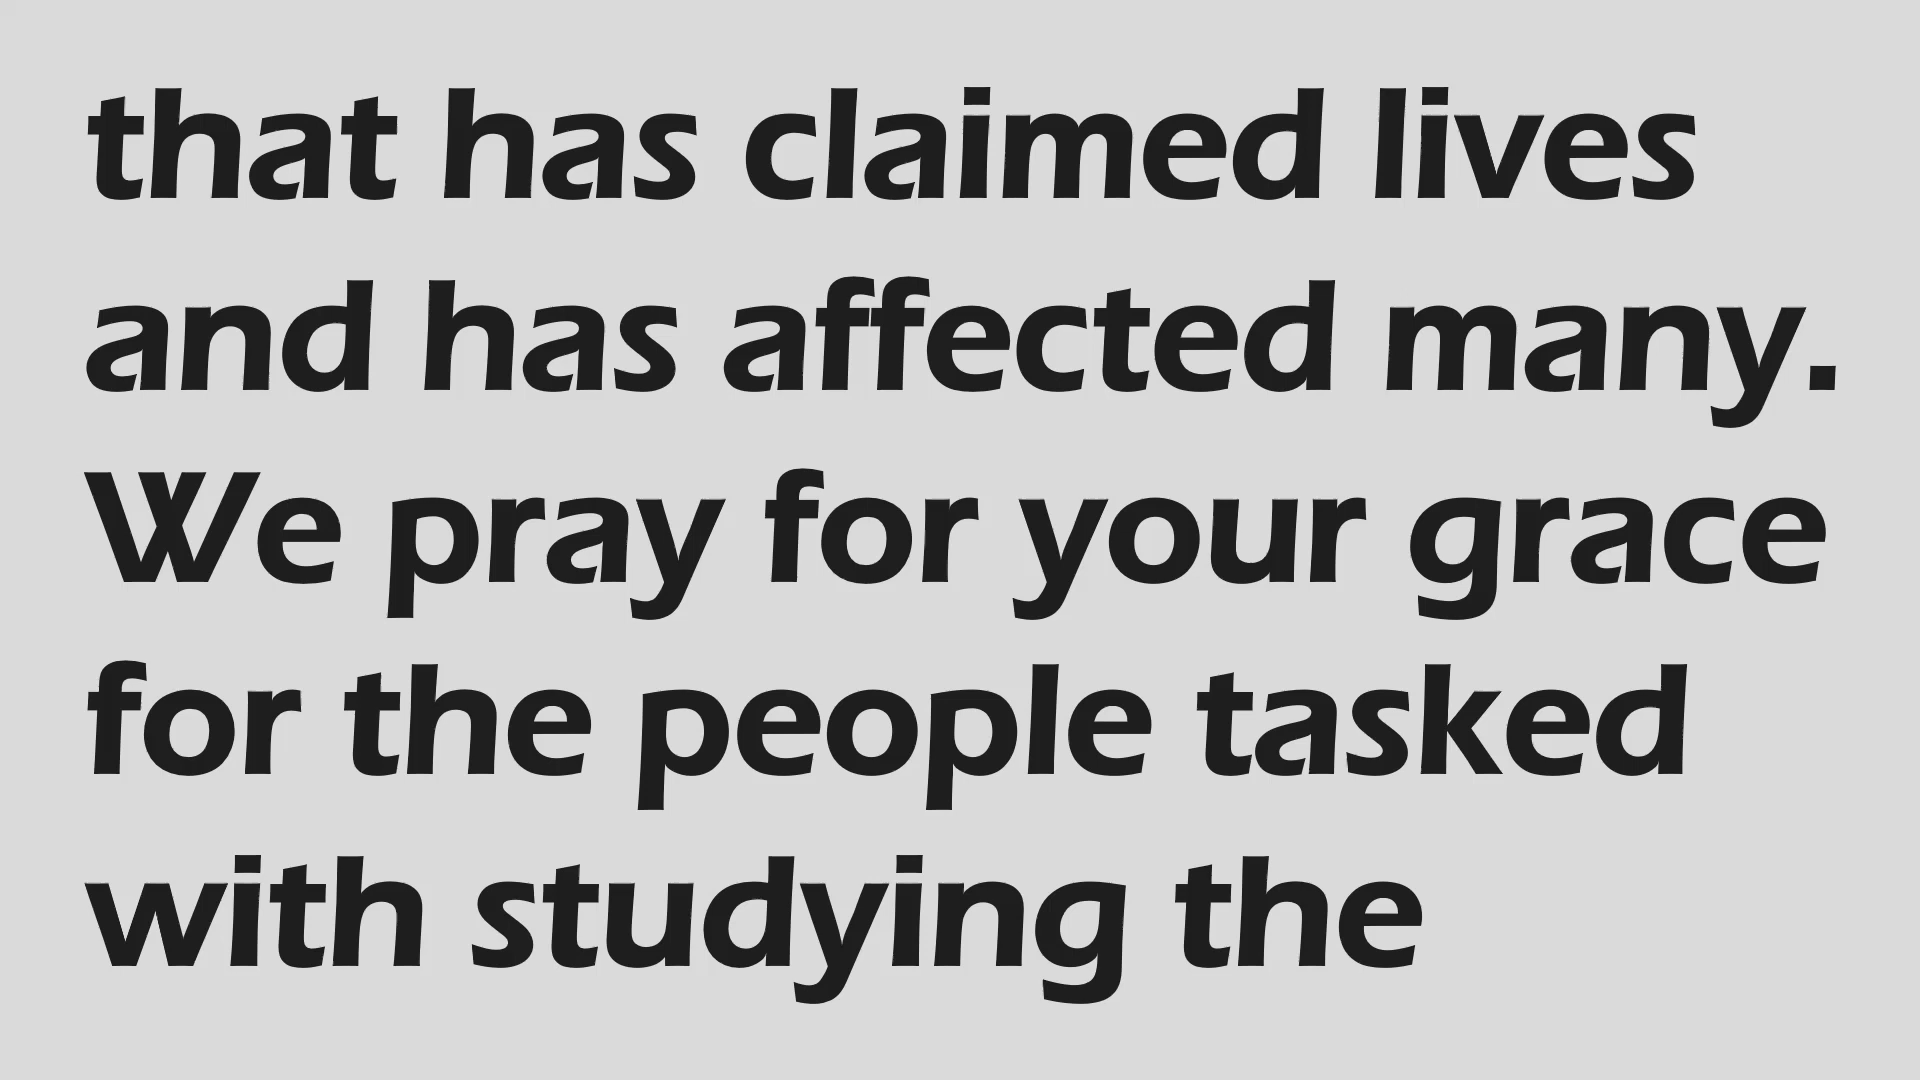 that has claimed lives
and has affected many.
We pray for your grace
for the people tasked
with studying the